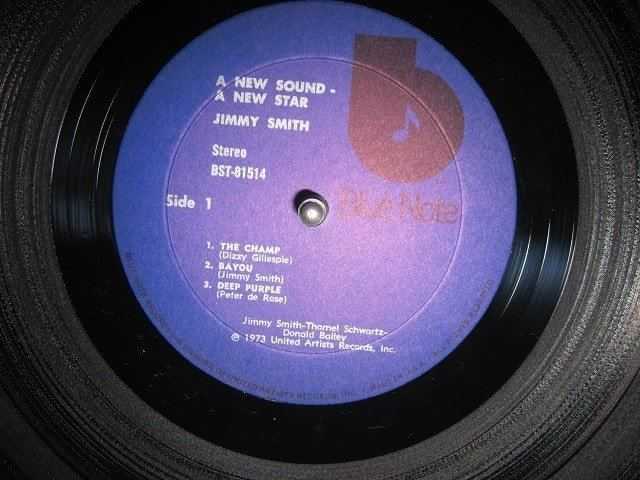 A NEW SOUND -
A NEW STAR
JIMMY SMITH
Stereo
BST-81514
Side 1
Blue Note
1. THE CHAMP
(Dizzy Gillespie)
2. BAYOU
(Jimmy Smith)
3. DEEP PURPLE
(Peter de Rose)
Jimmy Smith-Thornel Schwartz-
Donald Bailey
℗ 1973 United Artists Records, Inc.